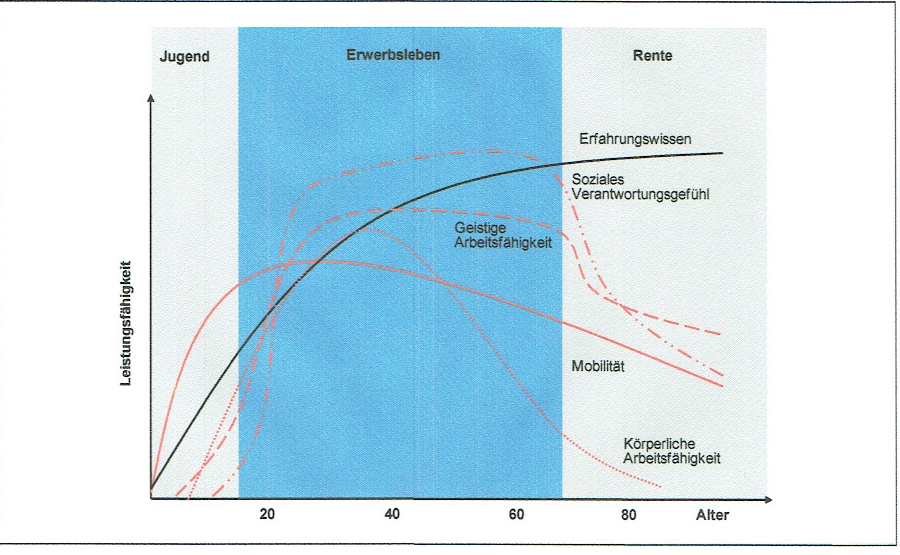 Jugend
Erwerbsleben
Rente
Erfahrungswissen
Soziales
Verantwortungsgefühl
Geistige
Arbeitsfähigkeit
Leistungsfähigkeit
Mobilität
Körperliche
Arbeitsfähigkeit
20
40
60
80
Alter